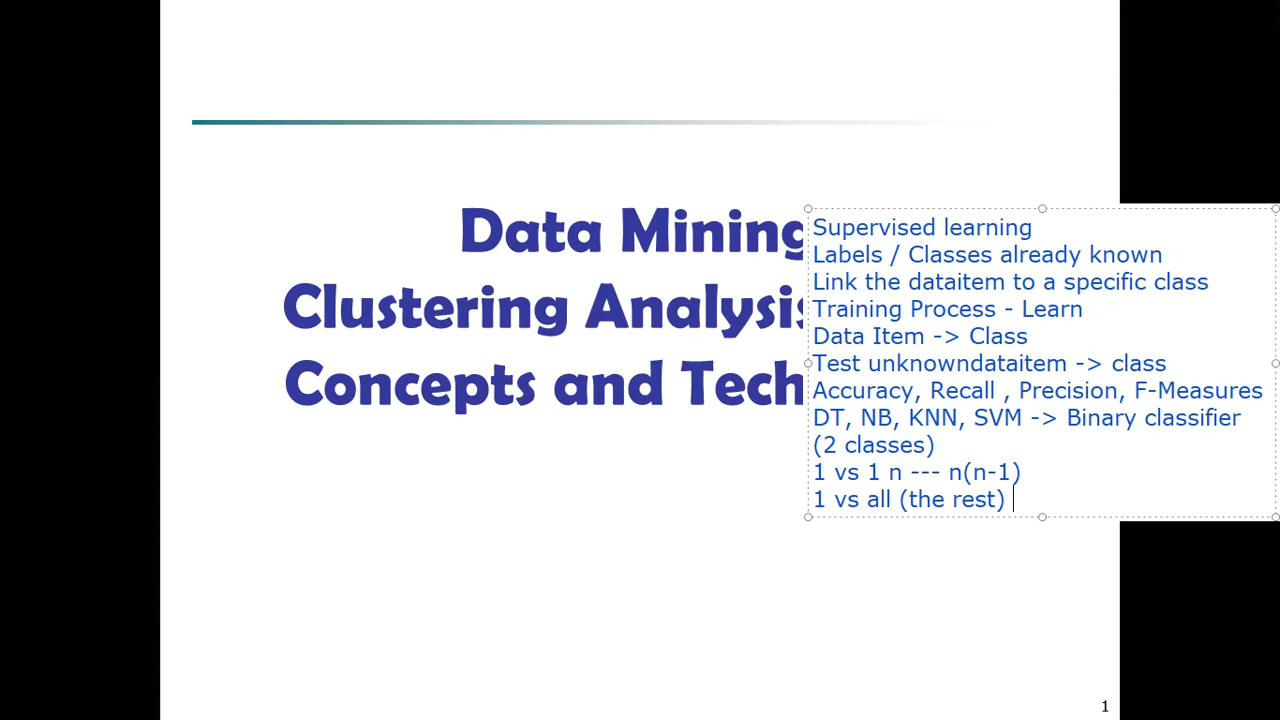 Data Mining
Clustering Analysis
Concepts and Tech
Supervised learning
Labels / Classes already known
Link the dataitem to a specific class
Training Process - Learn
Data Item -> Class
Test unknowndataitem -> class
Accuracy, Recall , Precision, F-Measures
DT, NB, KNN, SVM -> Binary classifier
(2 classes)
1 vs 1 n --- n(n-1)
1 vs all (the rest)
1